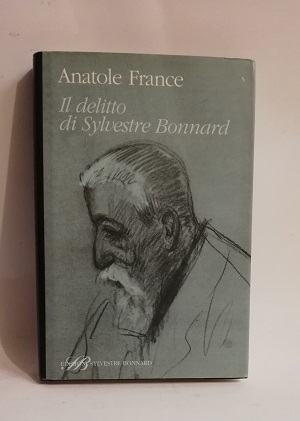 Anatole France
Il delitto
di Sylvestre Bonnard
EDIZIONI SYLVESTRE BONNARD